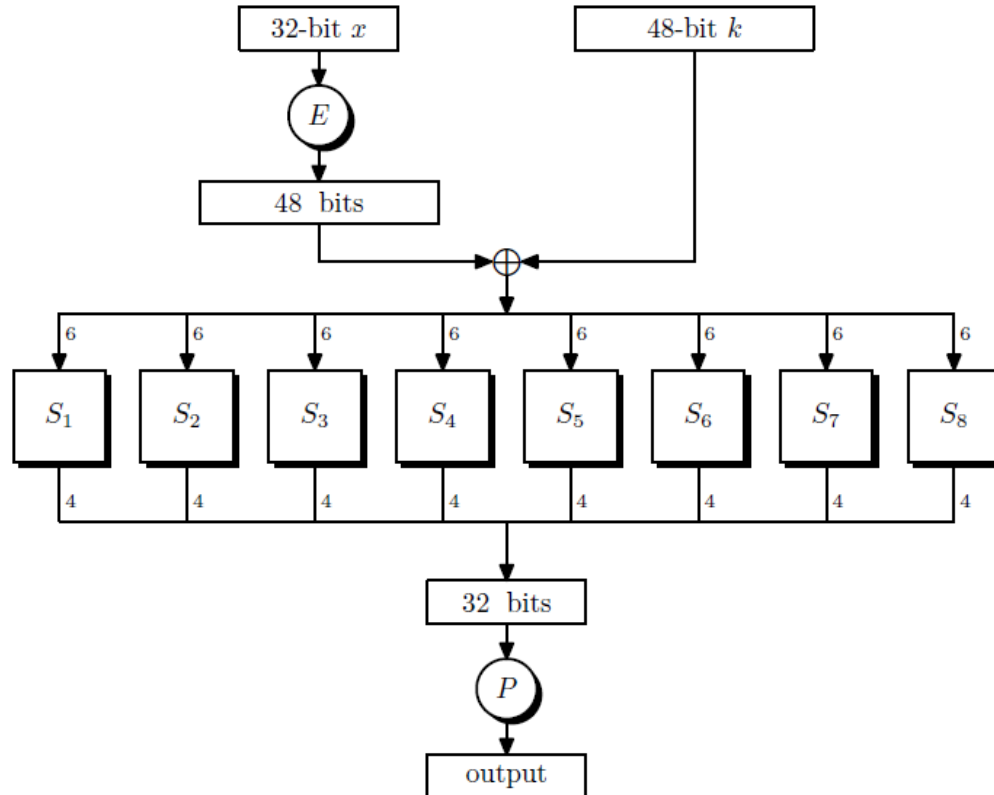 32-bit x 48-bit k
E
48 bits
6 6 6 6 6 6 6 6
S₁ S₂ S₃ S₄ S₅ S₆ S₇ S₈
4 4 4 4 4 4 4 4
32 bits
P
output